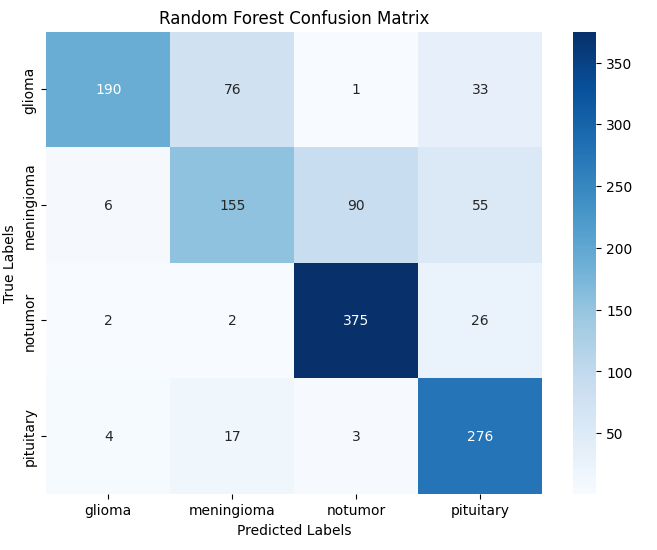 Random Forest Confusion Matrix
True Labels
glioma 190 76 1 33
meningioma 6 155 90 55
notumor 2 2 375 26
pituitary 4 17 3 276
glioma meningioma notumor pituitary
Predicted Labels
350
300
250
200
150
100
50